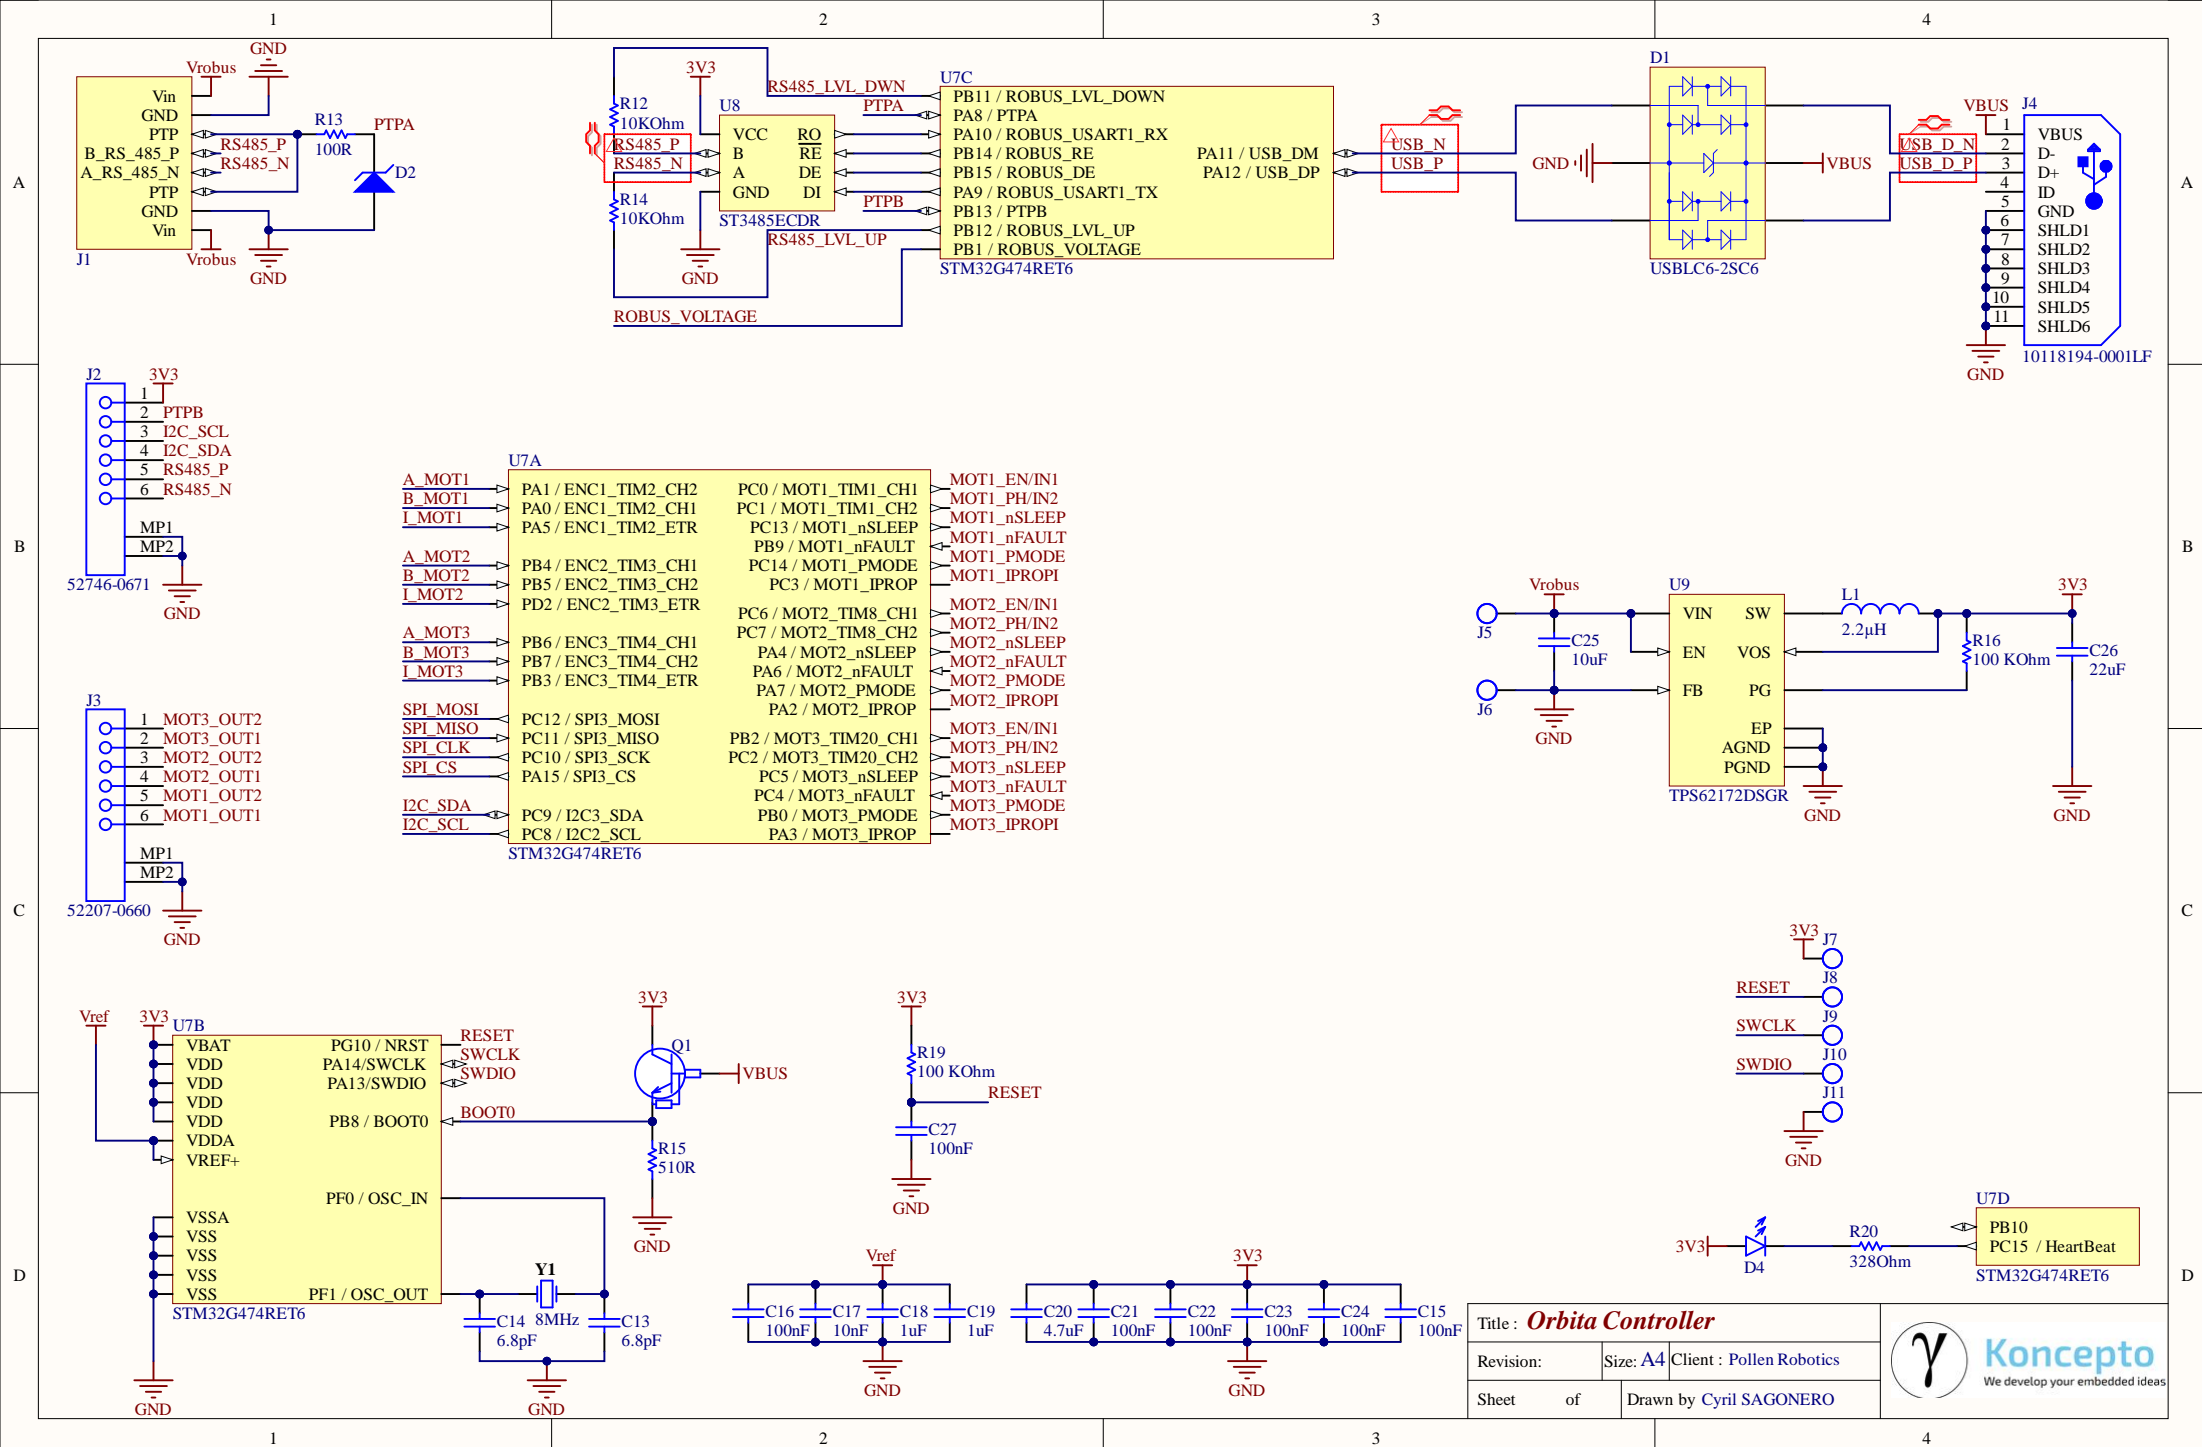 1
2
3
4
A
B
C
D
A
B
C
D
1
2
3
4
GND
Vrobus
Vin
GND
PTP
B_RS_485_P
A_RS_485_N
PTP
GND
Vin
J1
Vrobus
GND
RS485_P
RS485_N
R13
100R
PTPA
D2
R12
10KOhm
RS485_P
RS485_N
R14
10KOhm
3V3
U8
VCC
B
A
GND
RO
RE
DE
DI
ST3485ECDR
GND
RS485_LVL_DWN
PTPA
PTPB
RS485_LVL_UP
ROBUS_VOLTAGE
U7C
PB11 / ROBUS_LVL_DOWN
PA8 / PTPA
PA10 / ROBUS_USART1_RX
PB14 / ROBUS_RE
PB15 / ROBUS_DE
PA9 / ROBUS_USART1_TX
PB13 / PTPB
PB12 / ROBUS_LVL_UP
PB1 / ROBUS_VOLTAGE
PA11 / USB_DM
PA12 / USB_DP
STM32G474RET6
USB_N
USB_P
D1
GND
VBUS
USBLC6-2SC6
USB_D_N
USB_D_P
VBUS
J4
1 VBUS
2 D-
3 D+
4 ID
5 GND
6 SHLD1
7 SHLD2
8 SHLD3
9 SHLD4
10 SHLD5
11 SHLD6
10118194-0001LF
GND
J2
3V3
1
2 PTPB
3 I2C_SCL
4 I2C_SDA
5 RS485_P
6 RS485_N
MP1
MP2
52746-0671
GND
J3
1 MOT3_OUT2
2 MOT3_OUT1
3 MOT2_OUT2
4 MOT2_OUT1
5 MOT1_OUT2
6 MOT1_OUT1
MP1
MP2
52207-0660
GND
U7A
A_MOT1 PA1 / ENC1_TIM2_CH2
B_MOT1 PA0 / ENC1_TIM2_CH1
I_MOT1 PA5 / ENC1_TIM2_ETR
A_MOT2 PB4 / ENC2_TIM3_CH1
B_MOT2 PB5 / ENC2_TIM3_CH2
I_MOT2 PD2 / ENC2_TIM3_ETR
A_MOT3 PB6 / ENC3_TIM4_CH1
B_MOT3 PB7 / ENC3_TIM4_CH2
I_MOT3 PB3 / ENC3_TIM4_ETR
SPI_MOSI PC12 / SPI3_MOSI
SPI_MISO PC11 / SPI3_MISO
SPI_CLK PC10 / SPI3_SCK
SPI_CS PA15 / SPI3_CS
I2C_SDA PC9 / I2C3_SDA
I2C_SCL PC8 / I2C2_SCL
PC0 / MOT1_TIM1_CH1 MOT1_EN/IN1
PC1 / MOT1_TIM1_CH2 MOT1_PH/IN2
PC13 / MOT1_nSLEEP MOT1_nSLEEP
PB9 / MOT1_nFAULT MOT1_nFAULT
PC14 / MOT1_PMODE MOT1_PMODE
PC3 / MOT1_IPROP MOT1_IPROPI
PC6 / MOT2_TIM8_CH1 MOT2_EN/IN1
PC7 / MOT2_TIM8_CH2 MOT2_PH/IN2
PA4 / MOT2_nSLEEP MOT2_nSLEEP
PA6 / MOT2_nFAULT MOT2_nFAULT
PA7 / MOT2_PMODE MOT2_PMODE
PA2 / MOT2_IPROP MOT2_IPROPI
PB2 / MOT3_TIM20_CH1 MOT3_EN/IN1
PC2 / MOT3_TIM20_CH2 MOT3_PH/IN2
PC5 / MOT3_nSLEEP MOT3_nSLEEP
PC4 / MOT3_nFAULT MOT3_nFAULT
PB0 / MOT3_PMODE MOT3_PMODE
PA3 / MOT3_IPROP MOT3_IPROPI
STM32G474RET6
Vrobus
J5
J6
C25
10uF
GND
U9
VIN
EN
FB
SW
VOS
PG
EP
AGND
PGND
TPS62172DSGR
GND
L1
2.2µH
R16
100 KOhm
3V3
C26
22uF
GND
3V3 J7
J8
RESET
J9
SWCLK
J10
SWDIO
J11
GND
Vref
3V3
U7B
VBAT
VDD
VDD
VDD
VDD
VDDA
VREF+
VSSA
VSS
VSS
VSS
VSS
PG10 / NRST RESET
PA14/SWCLK SWCLK
PA13/SWDIO SWDIO
PB8 / BOOT0 BOOT0
PF0 / OSC_IN
PF1 / OSC_OUT
STM32G474RET6
GND
Y1
8MHz
C14
6.8pF
C13
6.8pF
GND
3V3
Q1
VBUS
R15
510R
GND
3V3
R19
100 KOhm
RESET
C27
100nF
GND
Vref
C16
100nF
C17
10nF
C18
1uF
C19
1uF
GND
3V3
C20
4.7uF
C21
100nF
C22
100nF
C23
100nF
C24
100nF
C15
100nF
GND
3V3
D4
R20
328Ohm
U7D
PB10
PC15 / HeartBeat
STM32G474RET6
Title : Orbita Controller
Revision: Size: A4 Client : Pollen Robotics
Sheet of Drawn by Cyril SAGONERO
γ
Koncepto
We develop your embedded ideas